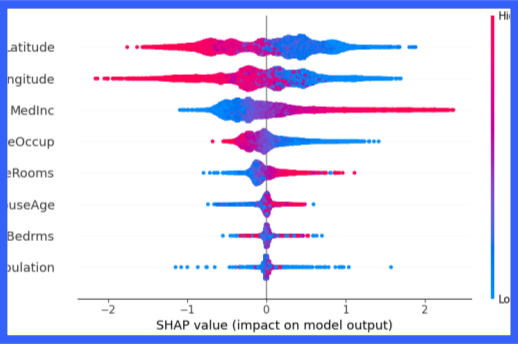 Hi
atitude
ngitude
MedInc
eOccup
eRooms
useAge
Bedrms
pulation
Lo
−2
−1
0
1
2
SHAP value (impact on model output)